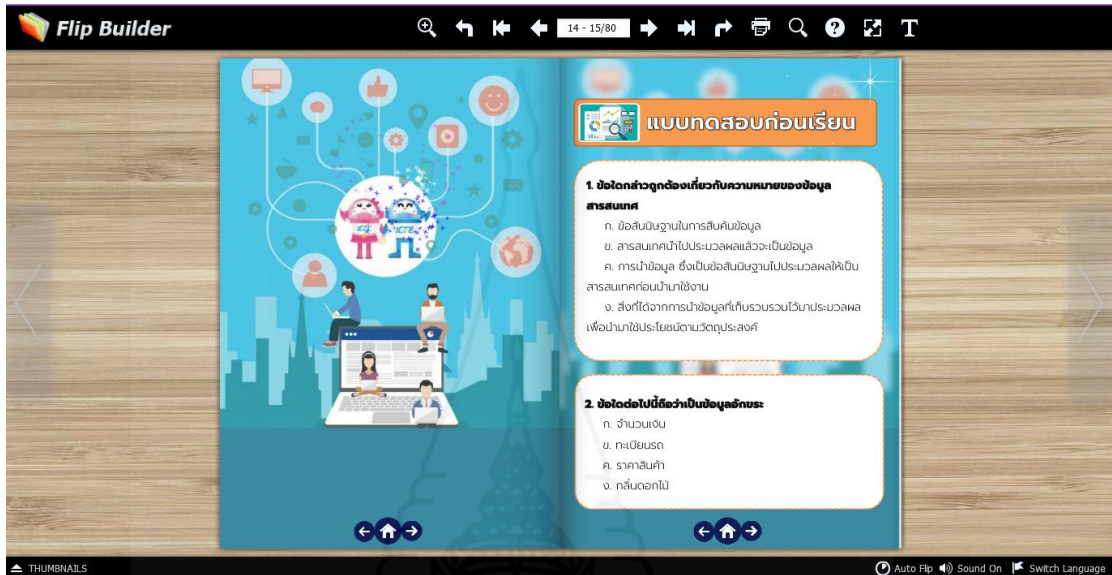 Flip Builder
14 - 15/80
?
T
ICTE
ICTE
แบบทดสอบก่อนเรียน
1. ข้อใดกล่าวถูกต้องเกี่ยวกับความหมายของข้อมูล
สารสนเทศ
ก. ข้อสันนิษฐานในการสืบค้นข้อมูล
ข. สารสนเทศนำไปประมวลผลแล้วจะเป็นข้อมูล
ค. การนำข้อมูล ซึ่งเป็นข้อสันนิษฐานไปประมวลผลให้เป็น
สารสนเทศก่อนนำมาใช้งาน
ง. สิ่งที่ได้จากการนำข้อมูลที่เก็บรวบรวมไว้มาประมวลผล
เพื่อนำมาใช้ประโยชน์ตามวัตถุประสงค์
2. ข้อใดต่อไปนี้ถือว่าเป็นข้อมูลอักขระ
ก. จำนวนเงิน
ข. ทะเบียนรถ
ค. ราคาสินค้า
ง. กลิ่นดอกไม้
THUMBNAILS
Auto Flip
Sound On
Switch Language